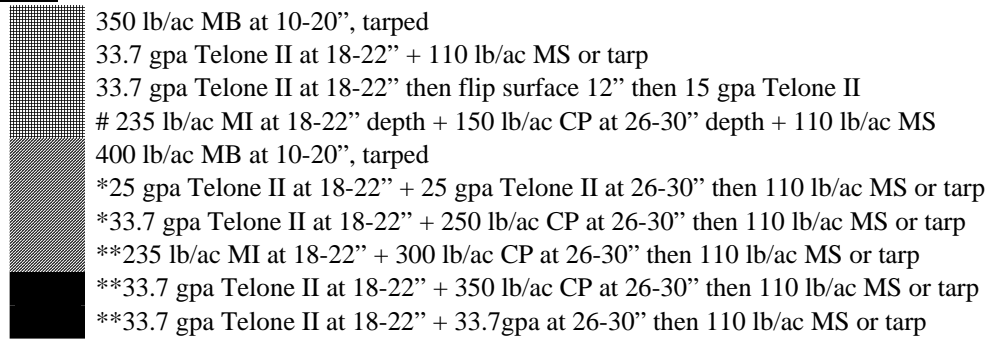 350 lb/ac MB at 10-20”, tarped
33.7 gpa Telone II at 18-22” + 110 lb/ac MS or tarp
33.7 gpa Telone II at 18-22” then flip surface 12” then 15 gpa Telone II
# 235 lb/ac MI at 18-22” depth + 150 lb/ac CP at 26-30” depth + 110 lb/ac MS
400 lb/ac MB at 10-20”, tarped
*25 gpa Telone II at 18-22” + 25 gpa Telone II at 26-30” then 110 lb/ac MS or tarp
*33.7 gpa Telone II at 18-22” + 250 lb/ac CP at 26-30” then 110 lb/ac MS or tarp
**235 lb/ac MI at 18-22” + 300 lb/ac CP at 26-30” then 110 lb/ac MS or tarp
**33.7 gpa Telone II at 18-22” + 350 lb/ac CP at 26-30” then 110 lb/ac MS or tarp
**33.7 gpa Telone II at 18-22” + 33.7gpa at 26-30” then 110 lb/ac MS or tarp